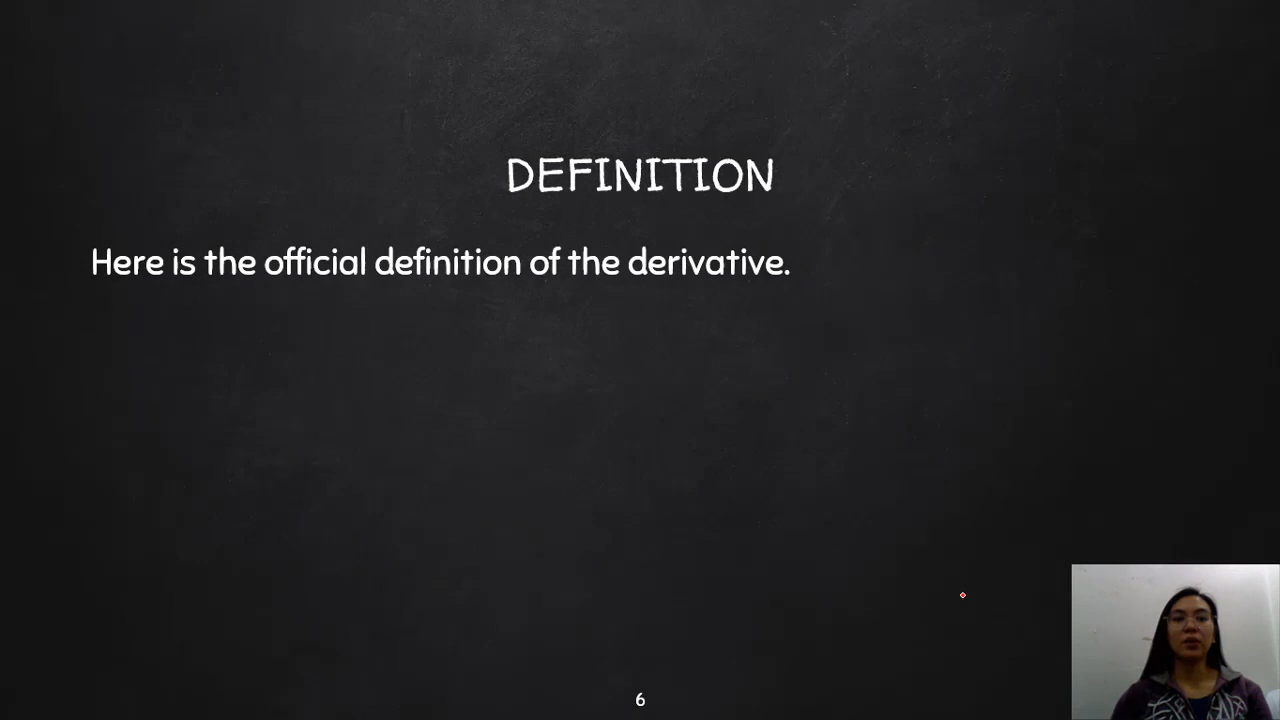 DEFINITION
Here is the official definition of the derivative.
6